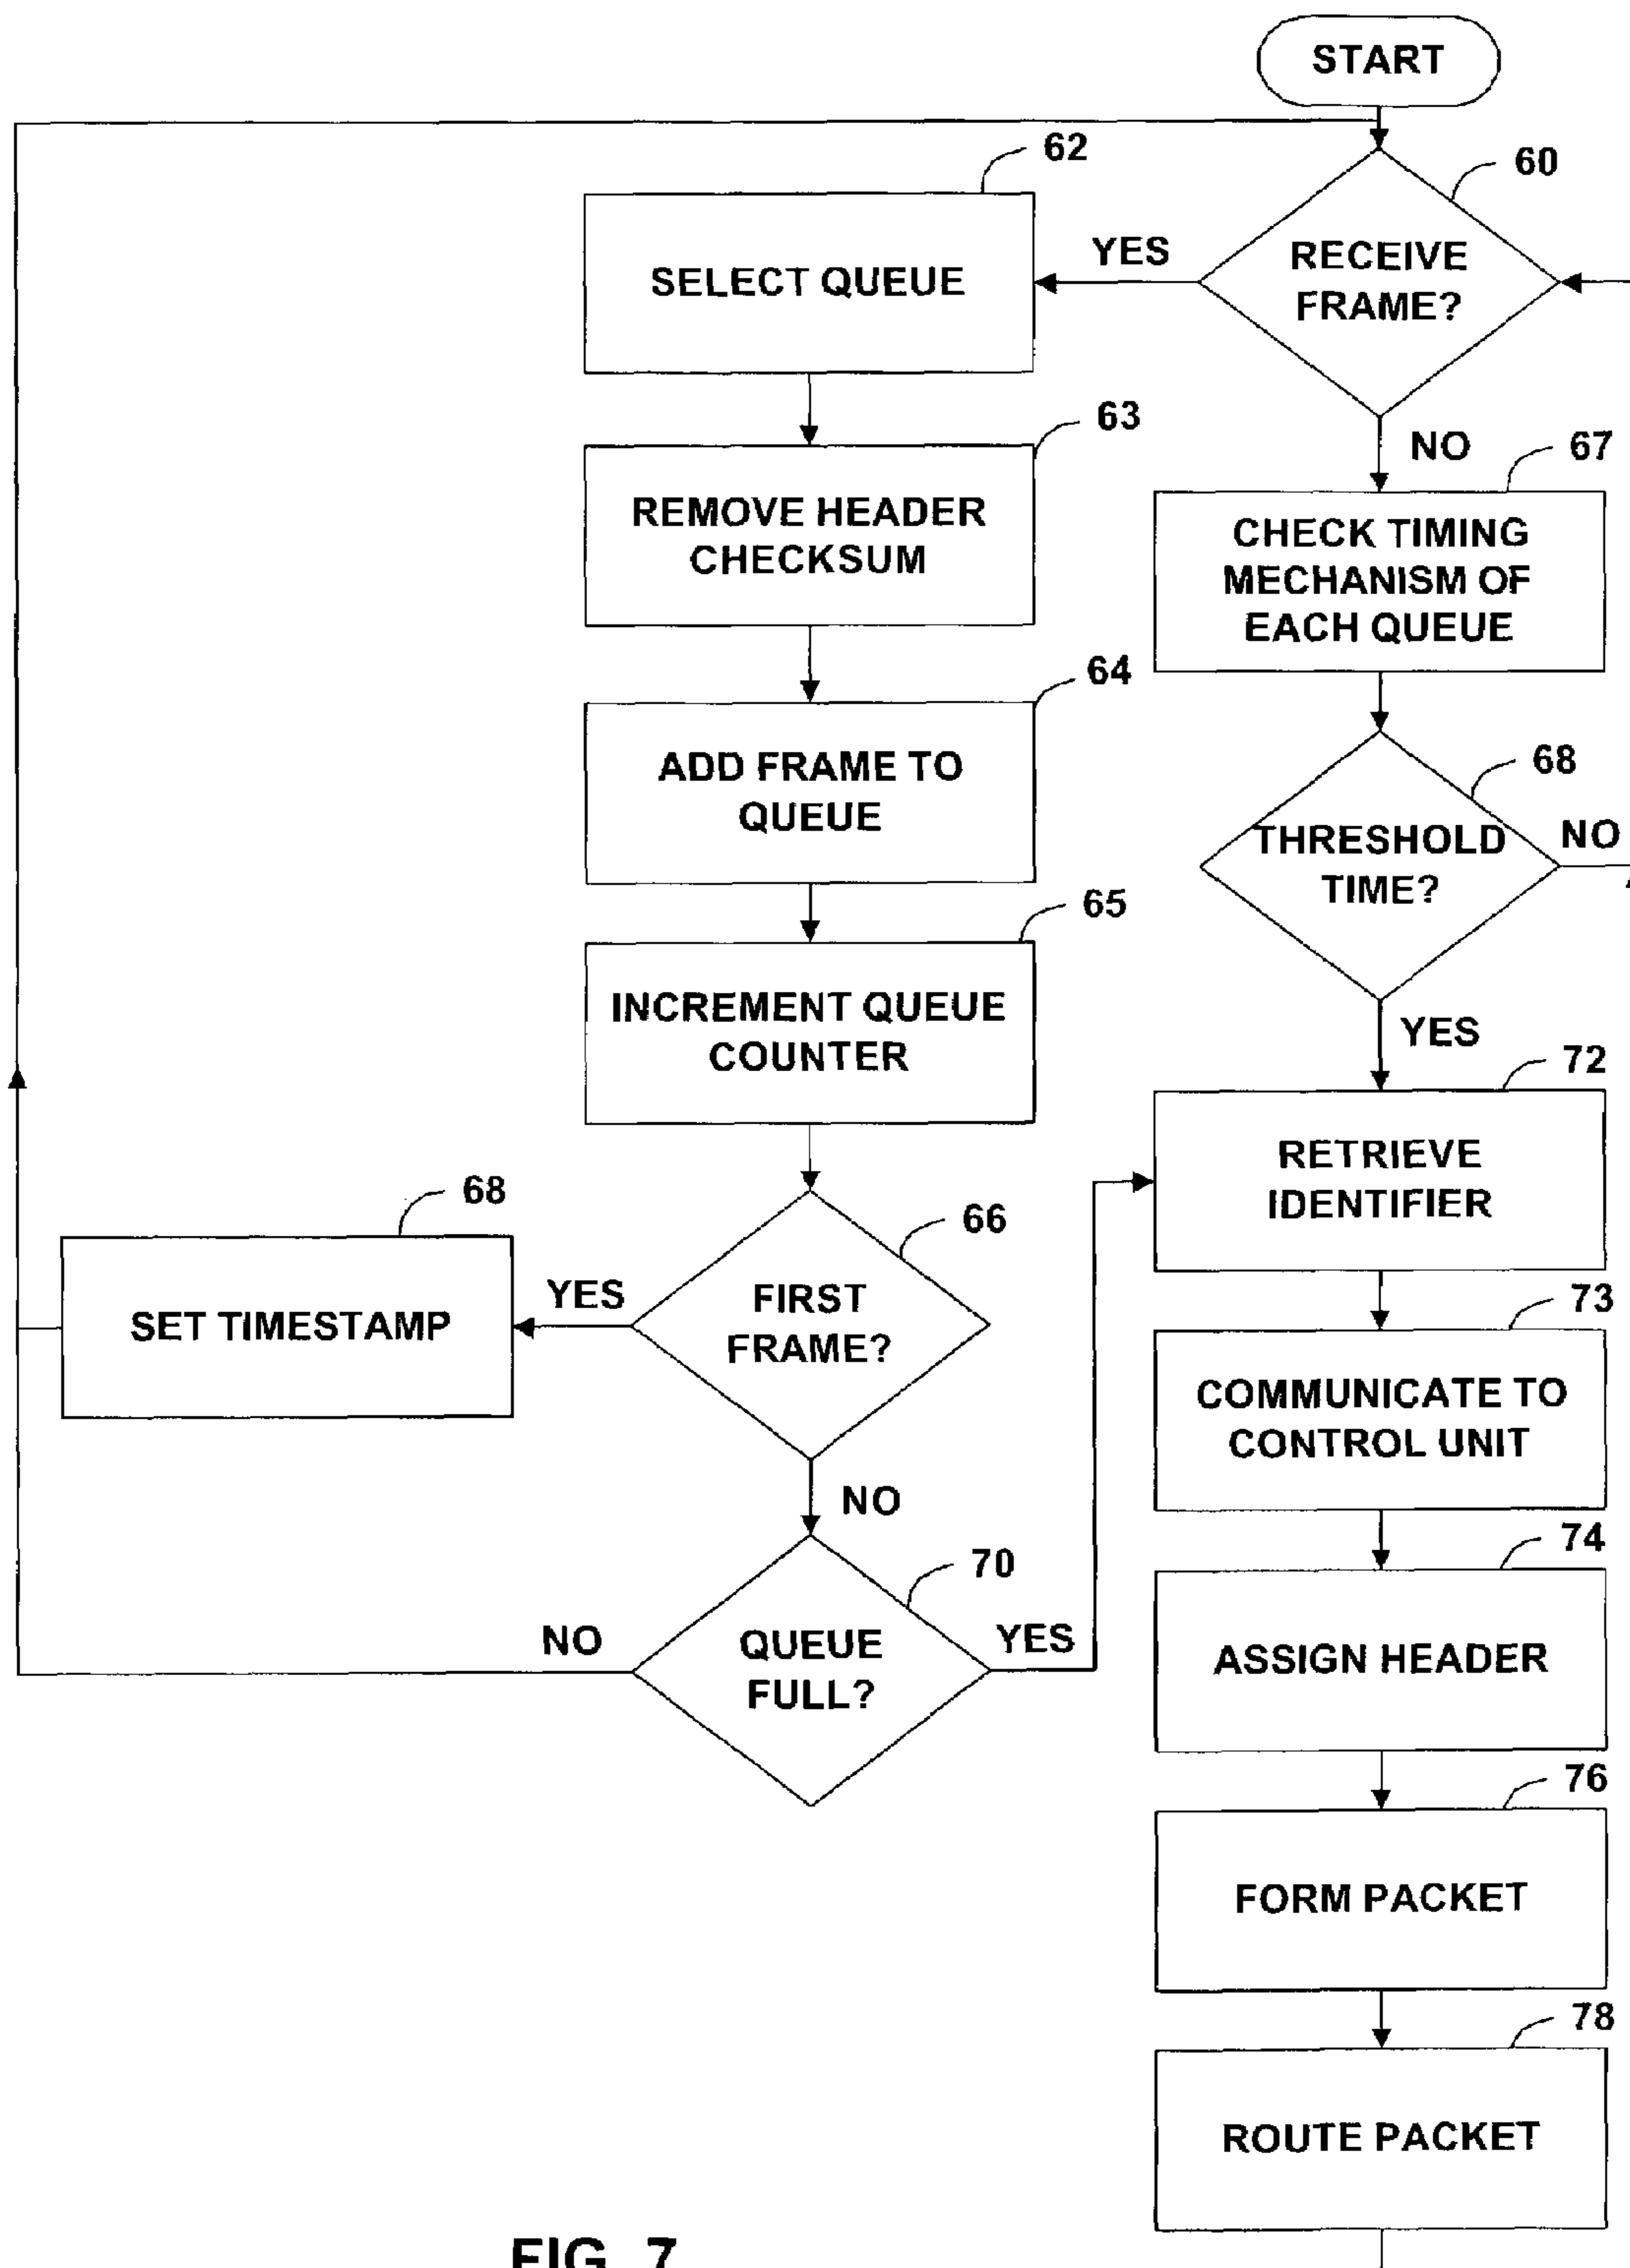 START
60
RECEIVE
FRAME?
YES
NO
62
SELECT QUEUE
63
REMOVE HEADER
CHECKSUM
64
ADD FRAME TO
QUEUE
65
INCREMENT QUEUE
COUNTER
66
FIRST
FRAME?
YES
NO
68
SET TIMESTAMP
70
QUEUE
FULL?
NO
YES
67
CHECK TIMING
MECHANISM OF
EACH QUEUE
68
THRESHOLD
TIME?
NO
YES
72
RETRIEVE
IDENTIFIER
73
COMMUNICATE TO
CONTROL UNIT
74
ASSIGN HEADER
76
FORM PACKET
78
ROUTE PACKET
FIG. 7